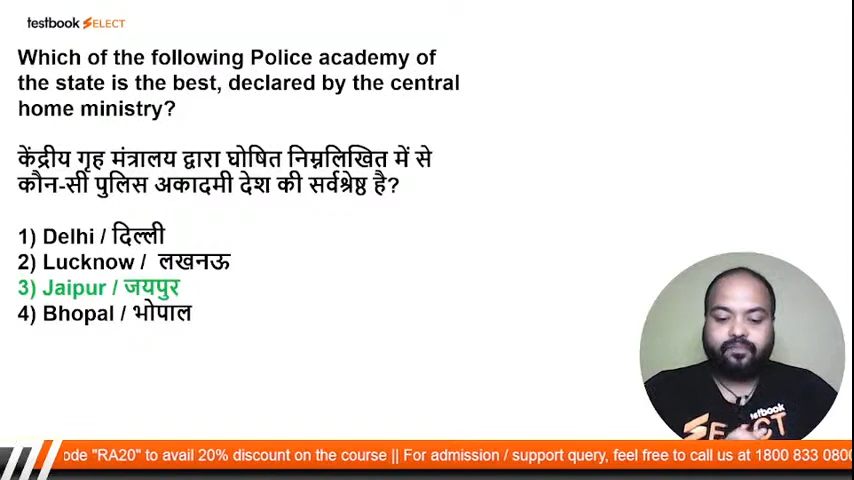 testbook SELECT
Which of the following Police academy of
the state is the best, declared by the central
home ministry?
केंद्रीय गृह मंत्रालय द्वारा घोषित निम्नलिखित में से
कौन-सी पुलिस अकादमी देश की सर्वश्रेष्ठ है?
1) Delhi / दिल्ली
2) Lucknow / लखनऊ
3) Jaipur / जयपुर
4) Bhopal / भोपाल
testbook
SELECT
ode "RA20" to avail 20% discount on the course || For admission / support query, feel free to call us at 1800 833 0800